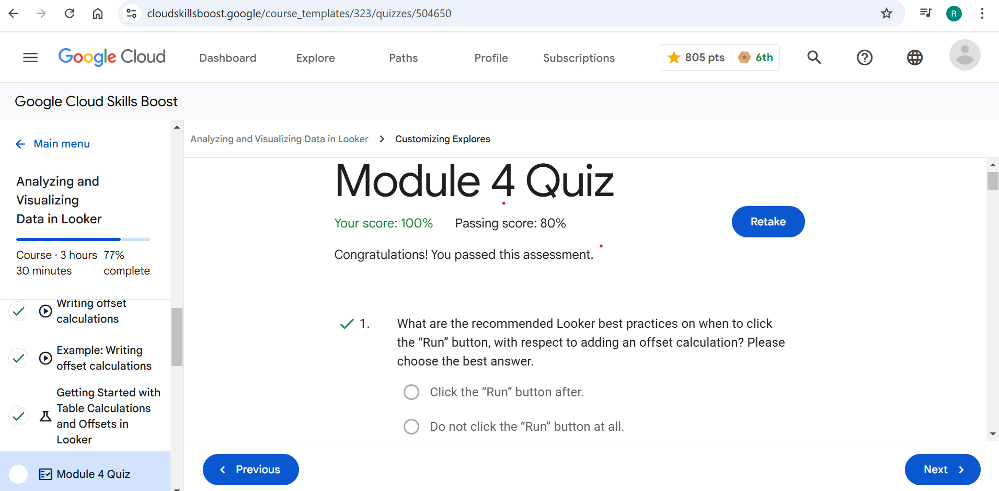 cloudskillsboost.google/course_templates/323/quizzes/504650
R
Google Cloud
Dashboard
Explore
Paths
Profile
Subscriptions
805 pts
6th
Google Cloud Skills Boost
Main menu
Analyzing and
Visualizing
Data in Looker
Course · 3 hours 30 minutes
77% complete
Writing offset
calculations
Example: Writing
offset calculations
Getting Started with
Table Calculations
and Offsets in
Looker
Module 4 Quiz
Analyzing and Visualizing Data in Looker > Customizing Explores
Module 4 Quiz
Your score: 100% Passing score: 80%
Retake
Congratulations! You passed this assessment.
1. What are the recommended Looker best practices on when to click
the “Run” button, with respect to adding an offset calculation? Please
choose the best answer.
Click the “Run” button after.
Do not click the “Run” button at all.
Previous
Next